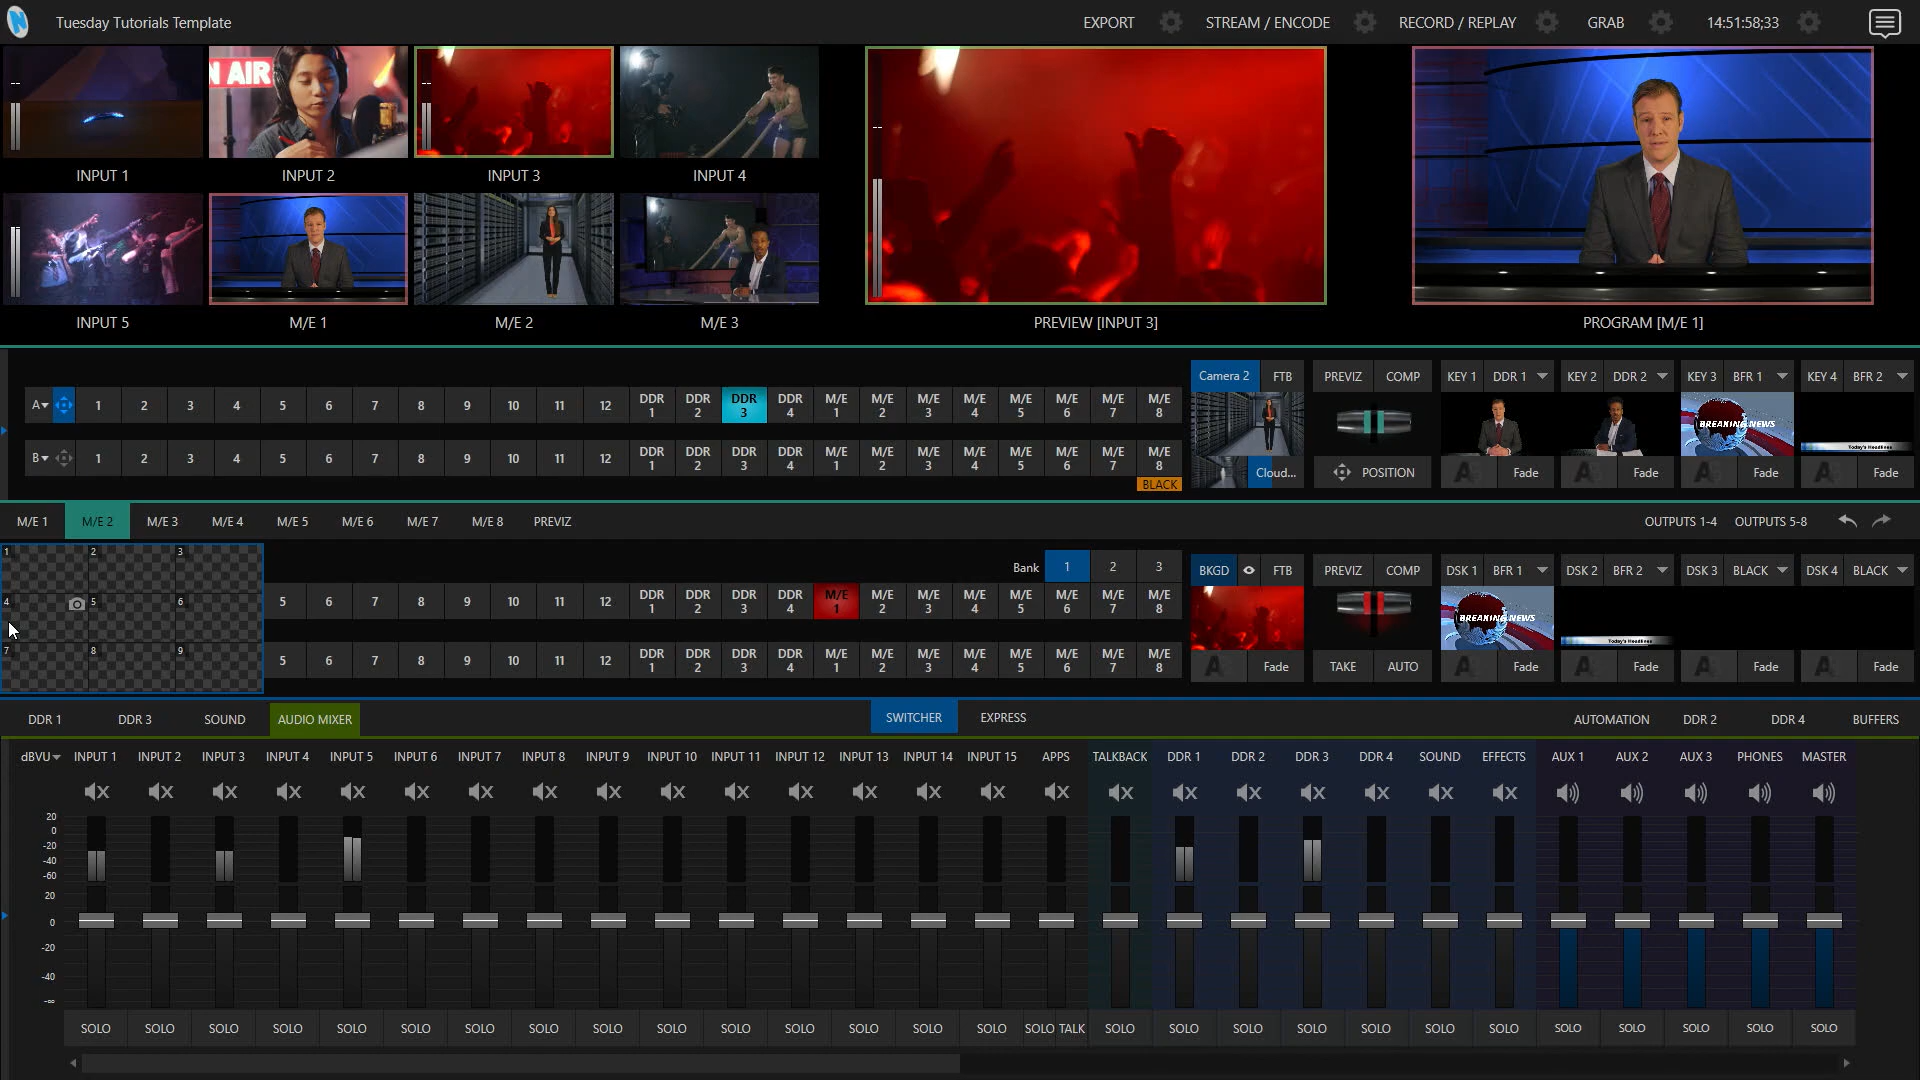 Tuesday Tutorials Template
EXPORT STREAM / ENCODE RECORD / REPLAY GRAB 14:51:58;33
N AIR
INPUT 1 INPUT 2 INPUT 3 INPUT 4
INPUT 5 M/E 1 M/E 2 M/E 3
PREVIEW [INPUT 3] PROGRAM [M/E 1]
Camera 2 FTB PREVIZ COMP KEY 1 DDR 1 KEY 2 DDR 2 KEY 3 BFR 1 KEY 4 BFR 2
A 1 2 3 4 5 6 7 8 9 10 11 12 DDR 1 DDR 2 DDR 3 DDR 4 M/E 1 M/E 2 M/E 3 M/E 4 M/E 5 M/E 6 M/E 7 M/E 8
BREAKING NEWS
Today's Headlines
B 1 2 3 4 5 6 7 8 9 10 11 12 DDR 1 DDR 2 DDR 3 DDR 4 M/E 1 M/E 2 M/E 3 M/E 4 M/E 5 M/E 6 M/E 7 M/E 8
BLACK
Cloud... POSITION Fade Fade Fade Fade
M/E 1 M/E 2 M/E 3 M/E 4 M/E 5 M/E 6 M/E 7 M/E 8 PREVIZ OUTPUTS 1-4 OUTPUTS 5-8
1 2 3
4 5 6
7 8 9
Bank 1 2 3
BKGD FTB PREVIZ COMP DSK 1 BFR 1 DSK 2 BFR 2 DSK 3 BLACK DSK 4 BLACK
5 6 7 8 9 10 11 12 DDR 1 DDR 2 DDR 3 DDR 4 M/E 1 M/E 2 M/E 3 M/E 4 M/E 5 M/E 6 M/E 7 M/E 8
BREAKING NEWS
Today's Headlines
5 6 7 8 9 10 11 12 DDR 1 DDR 2 DDR 3 DDR 4 M/E 1 M/E 2 M/E 3 M/E 4 M/E 5 M/E 6 M/E 7 M/E 8
Fade TAKE AUTO Fade Fade Fade Fade
DDR 1 DDR 3 SOUND AUDIO MIXER SWITCHER EXPRESS AUTOMATION DDR 2 DDR 4 BUFFERS
dBVU INPUT 1 INPUT 2 INPUT 3 INPUT 4 INPUT 5 INPUT 6 INPUT 7 INPUT 8 INPUT 9 INPUT 10 INPUT 11 INPUT 12 INPUT 13 INPUT 14 INPUT 15 APPS TALKBACK DDR 1 DDR 2 DDR 3 DDR 4 SOUND EFFECTS AUX 1 AUX 2 AUX 3 PHONES MASTER
20
0
-20
-40
-60
20
0
-20
-40
-∞
SOLO SOLO SOLO SOLO SOLO SOLO SOLO SOLO SOLO SOLO SOLO SOLO SOLO SOLO SOLO SOLO TALK SOLO SOLO SOLO SOLO SOLO SOLO SOLO SOLO SOLO SOLO SOLO SOLO